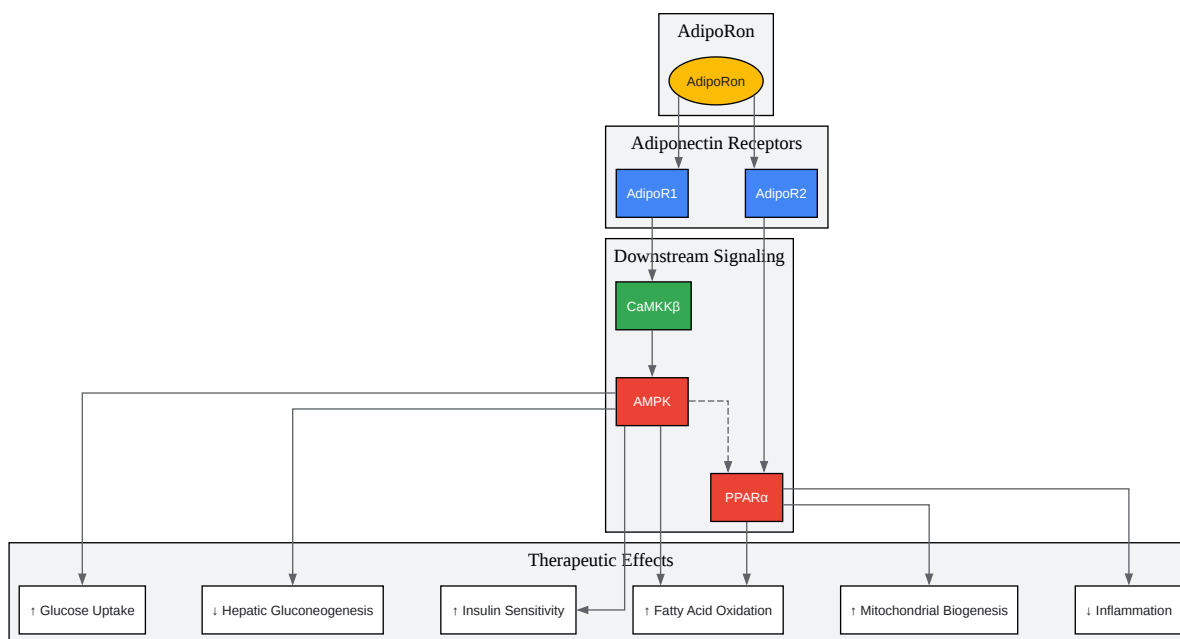 AdipoRon
AdipoRon
Adiponectin Receptors
AdipoR1
AdipoR2
Downstream Signaling
CaMKKβ
AMPK
PPARα
Therapeutic Effects
↑ Glucose Uptake
↓ Hepatic Gluconeogenesis
↑ Insulin Sensitivity
↑ Fatty Acid Oxidation
↑ Mitochondrial Biogenesis
↓ Inflammation